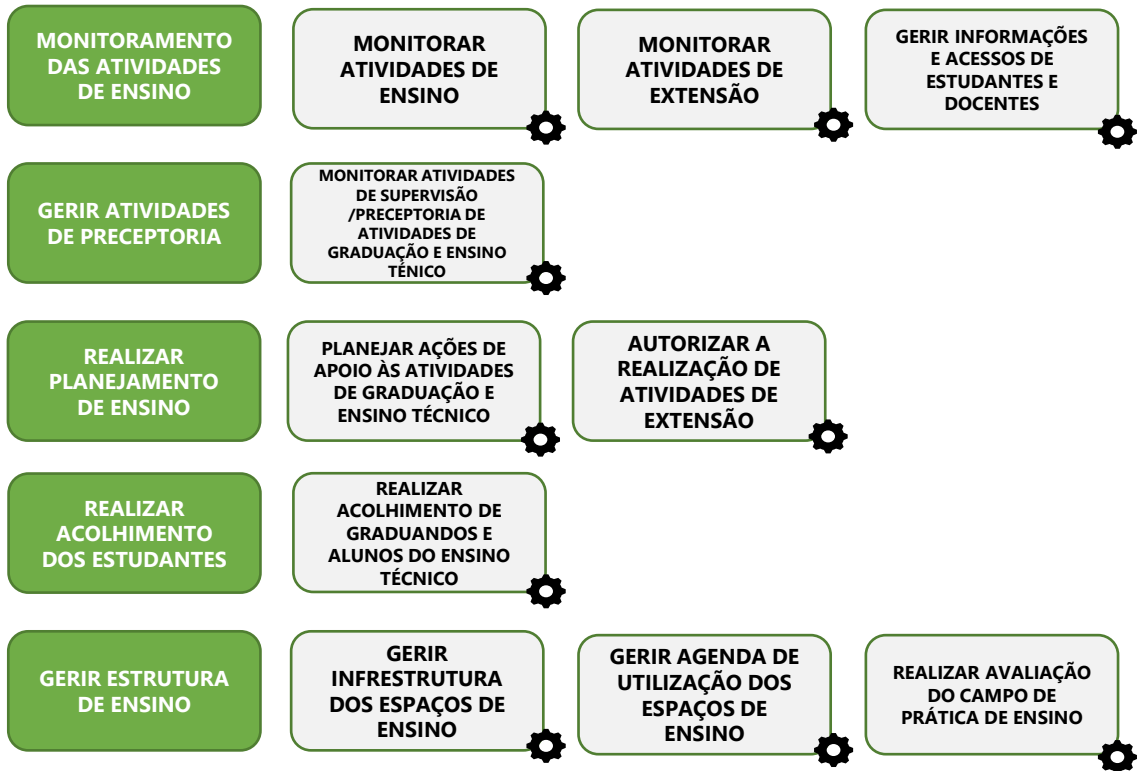 MONITORAMENTO
DAS ATIVIDADES
DE ENSINO
MONITORAR
ATIVIDADES DE
ENSINO
MONITORAR
ATIVIDADES DE
EXTENSÃO
GERIR INFORMAÇÕES
E ACESSOS DE
ESTUDANTES E
DOCENTES
GERIR ATIVIDADES
DE PRECEPTORIA
MONITORAR ATIVIDADES
DE SUPERVISÃO
/PRECEPTORIA DE
ATIVIDADES DE
GRADUAÇÃO E ENSINO
TÉNICO
REALIZAR
PLANEJAMENTO
DE ENSINO
PLANEJAR AÇÕES DE
APOIO ÀS ATIVIDADES
DE GRADUAÇÃO E
ENSINO TÉCNICO
AUTORIZAR A
REALIZAÇÃO DE
ATIVIDADES DE
EXTENSÃO
REALIZAR
ACOLHIMENTO
DOS ESTUDANTES
REALIZAR
ACOLHIMENTO DE
GRADUANDOS E
ALUNOS DO ENSINO
TÉCNICO
GERIR ESTRUTURA
DE ENSINO
GERIR
INFRESTRUTURA
DOS ESPAÇOS DE
ENSINO
GERIR AGENDA DE
UTILIZAÇÃO DOS
ESPAÇOS DE
ENSINO
REALIZAR AVALIAÇÃO
DO CAMPO DE
PRÁTICA DE ENSINO